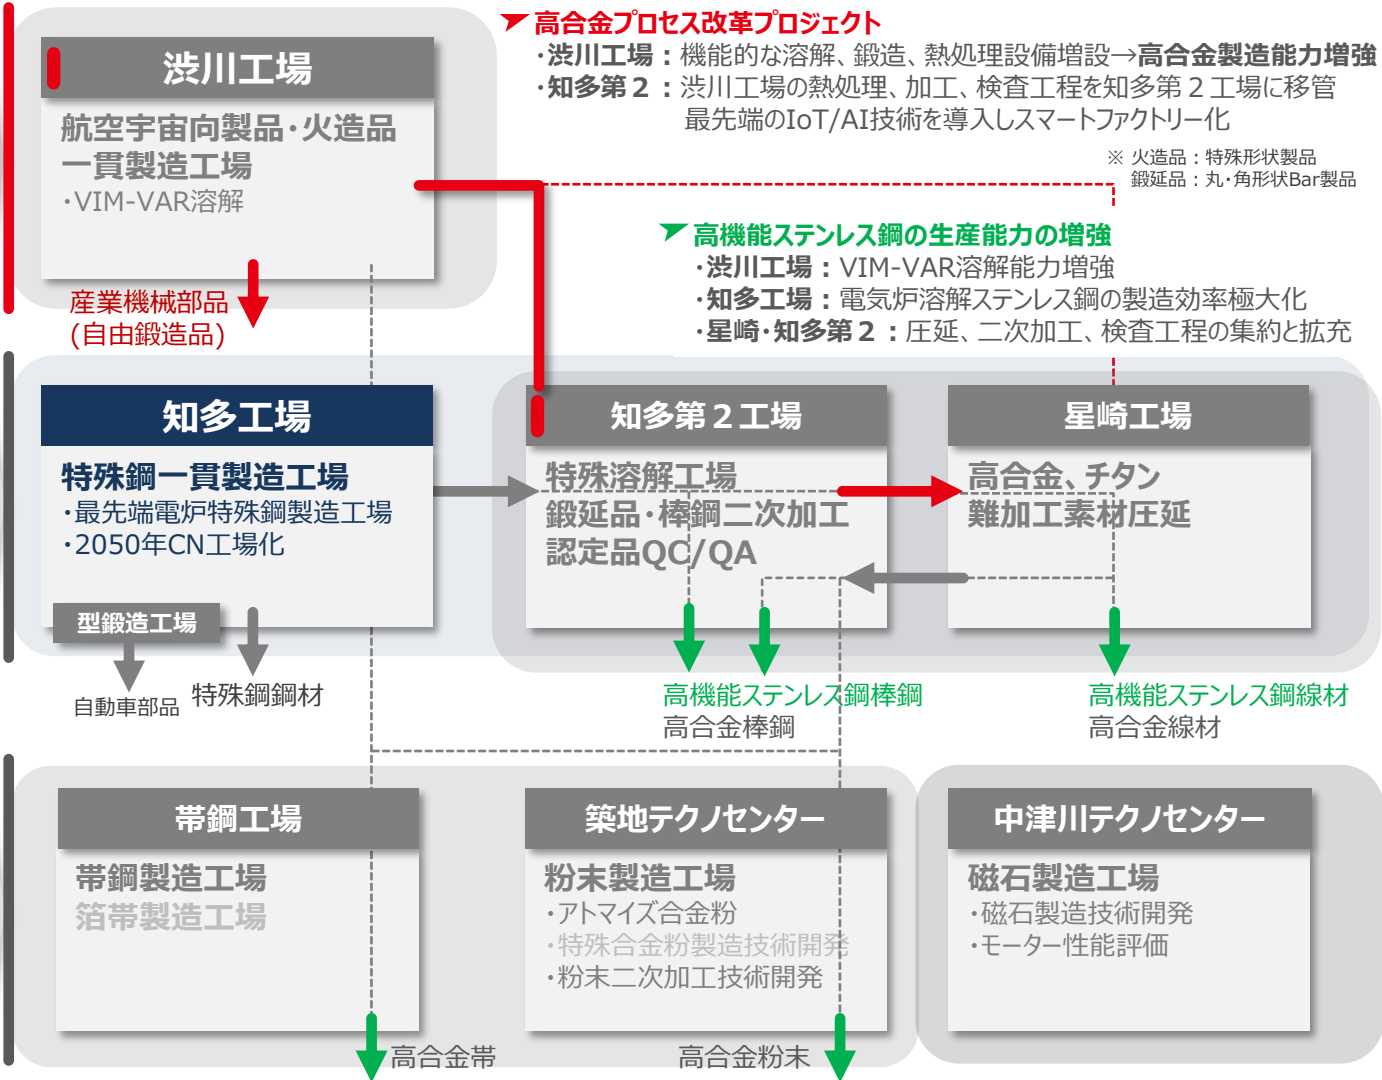 高合金プロセス改革プロジェクト
・渋川工場：機能的な溶解、鍛造、熱処理設備増設→高合金製造能力増強
・知多第２：渋川工場の熱処理、加工、検査工程を知多第２工場に移管
最先端のIoT/AI技術を導入しスマートファクトリー化
※ 火造品：特殊形状製品
鍛延品：丸・角形状Bar製品
渋川工場
航空宇宙向製品・火造品
一貫製造工場
・VIM-VAR溶解
産業機械部品
(自由鍛造品)
高機能ステンレス鋼の生産能力の増強
・渋川工場：VIM-VAR溶解能力増強
・知多工場：電気炉溶解ステンレス鋼の製造効率極大化
・星崎・知多第２：圧延、二次加工、検査工程の集約と拡充
知多工場
特殊鋼一貫製造工場
・最先端電炉特殊鋼製造工場
・2050年CN工場化
型鍛造工場
自動車部品
特殊鋼鋼材
知多第２工場
特殊溶解工場
鍛延品・棒鋼二次加工
認定品QC/QA
高機能ステンレス鋼棒鋼
高合金棒鋼
星崎工場
高合金、チタン
難加工素材圧延
高機能ステンレス鋼線材
高合金線材
帯鋼工場
帯鋼製造工場
箔帯製造工場
高合金帯
築地テクノセンター
粉末製造工場
・アトマイズ合金粉
・特殊合金粉製造技術開発
・粉末二次加工技術開発
高合金粉末
中津川テクノセンター
磁石製造工場
・磁石製造技術開発
・モーター性能評価